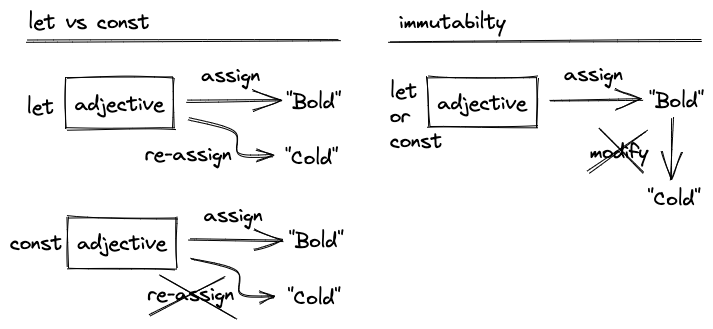 let vs const
let
adjective
assign
"Bold"
re-assign
"Cold"
const
adjective
assign
"Bold"
re-assign
"Cold"
immutabilty
let
or
const
adjective
assign
"Bold"
modify
"Cold"